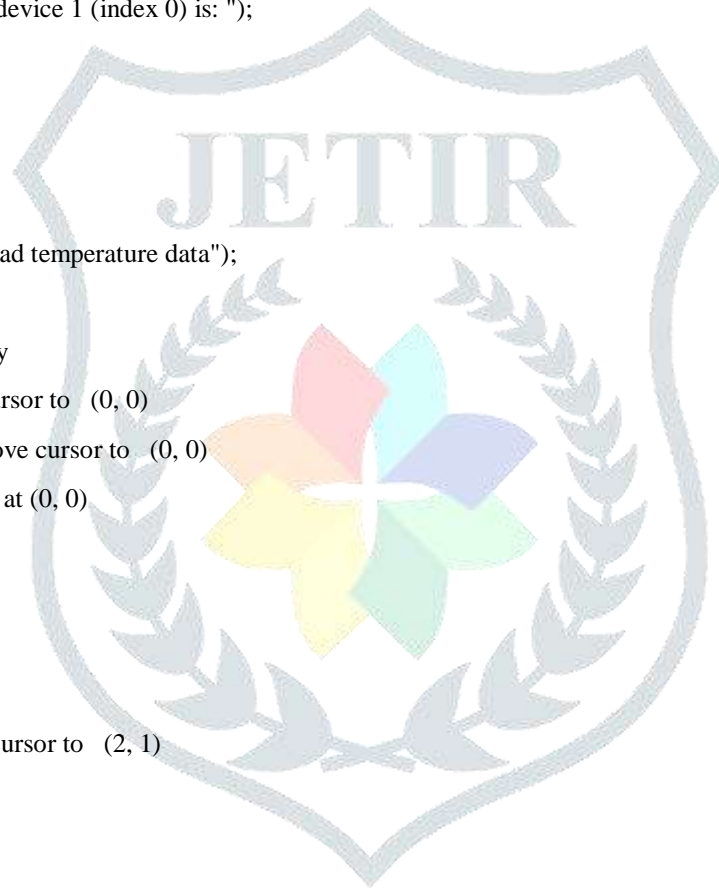 device 1 (index 0) is: ");
JETIR
ad temperature data");
y
rsor to (0, 0)
ove cursor to (0, 0)
at (0, 0)
ursor to (2, 1)